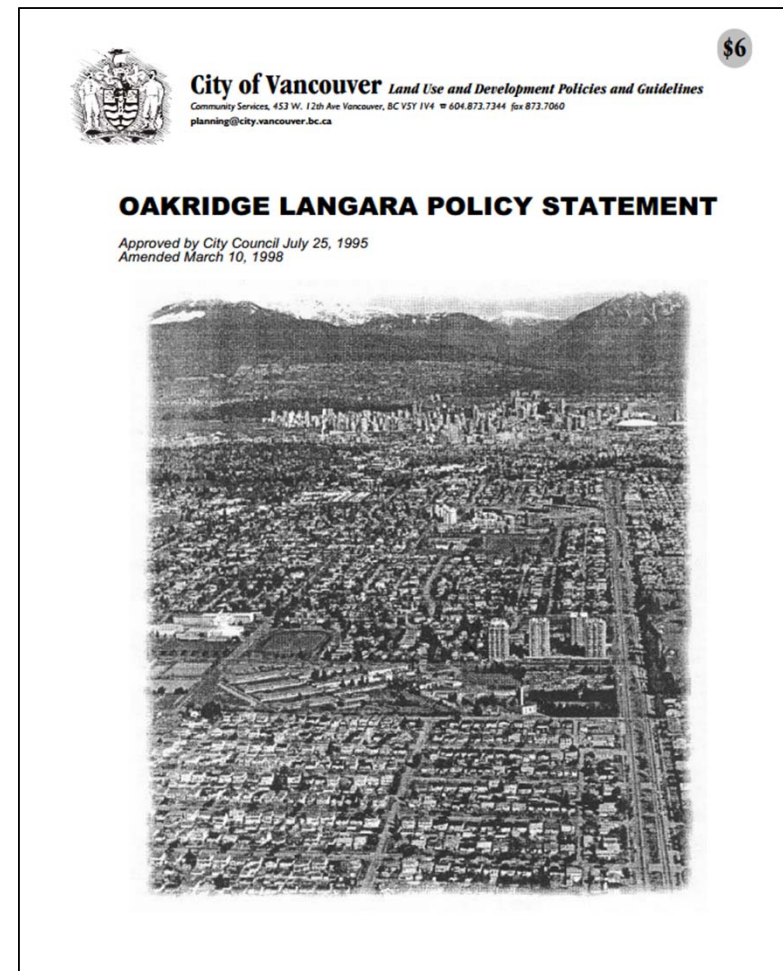 $6
City of Vancouver Land Use and Development Policies and Guidelines
Community Services, 453 W. 12th Ave Vancouver, BC V5Y 1V4 ☎ 604.873.7344 fax 873.7060
planning@city.vancouver.bc.ca
OAKRIDGE LANGARA POLICY STATEMENT
Approved by City Council July 25, 1995
Amended March 10, 1998